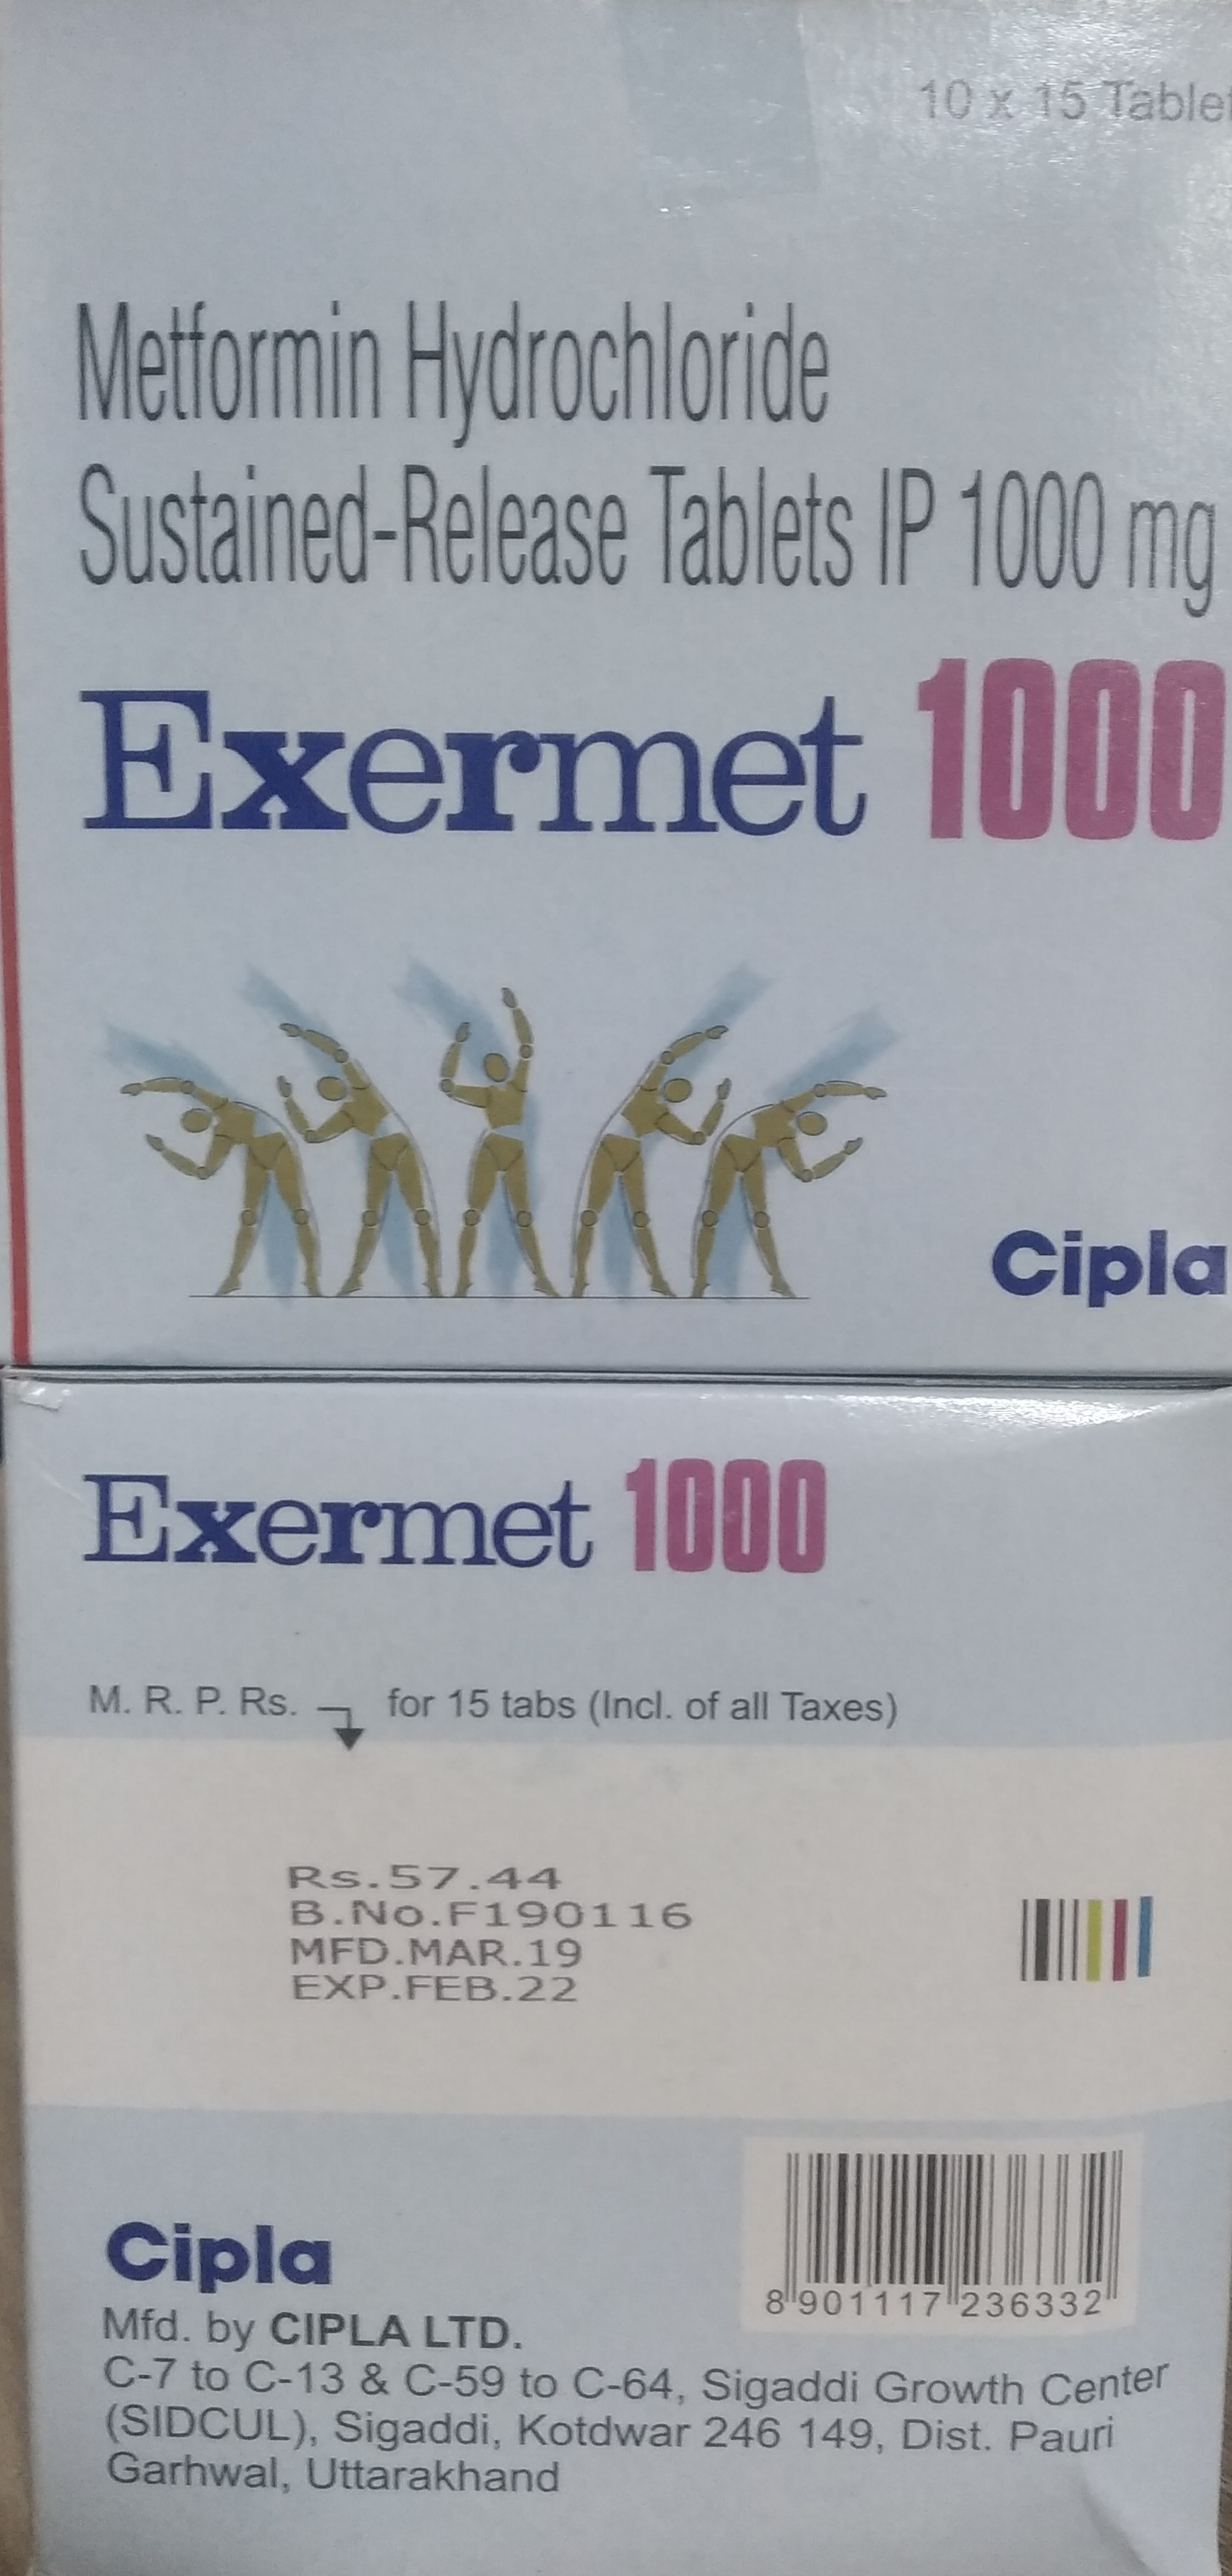 10 x 15 Tablet
Metformin Hydrochloride
Sustained-Release Tablets IP 1000 mg
Exermet 1000
Cipla
Exermet 1000
M. R. P. Rs. for 15 tabs (Incl. of all Taxes)
Rs.57.44
B.No.F190116
MFD.MAR.19
EXP.FEB.22
8 901117 236332
Cipla
Mfd. by CIPLA LTD.
C-7 to C-13 & C-59 to C-64, Sigaddi Growth Center
(SIDCUL), Sigaddi, Kotdwar 246 149, Dist. Pauri
Garhwal, Uttarakhand